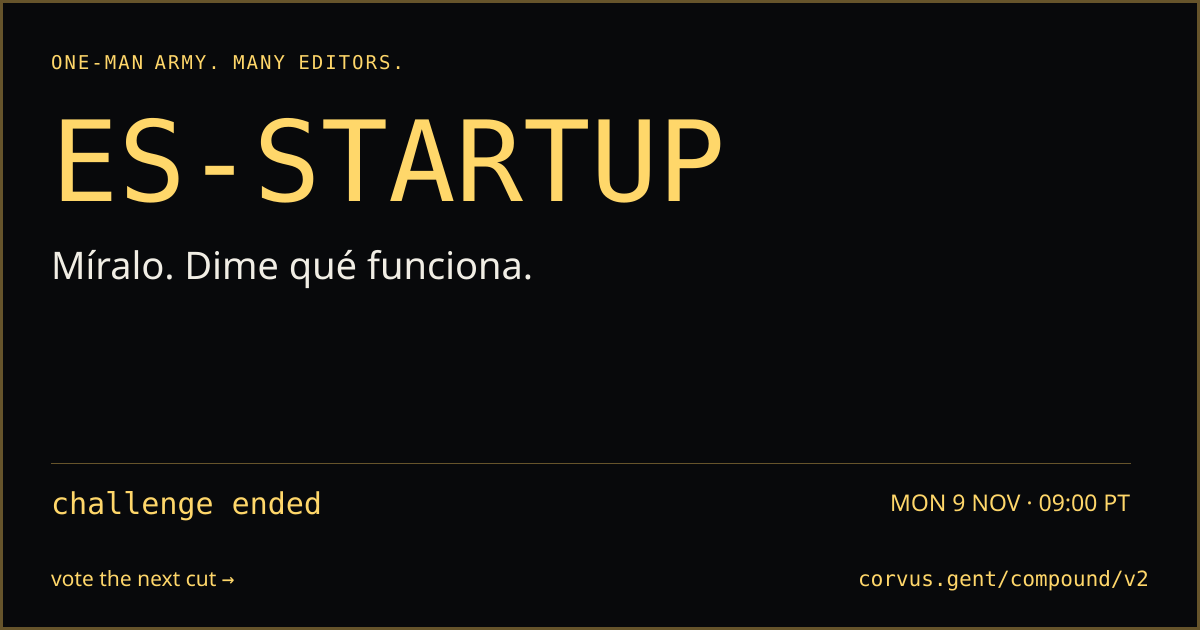 ONE-MAN ARMY. MANY EDITORS.
ES-STARTUP
Míralo. Dime qué funciona.
challenge ended
MON 9 NOV · 09:00 PT
vote the next cut →
corvus.gent/compound/v2